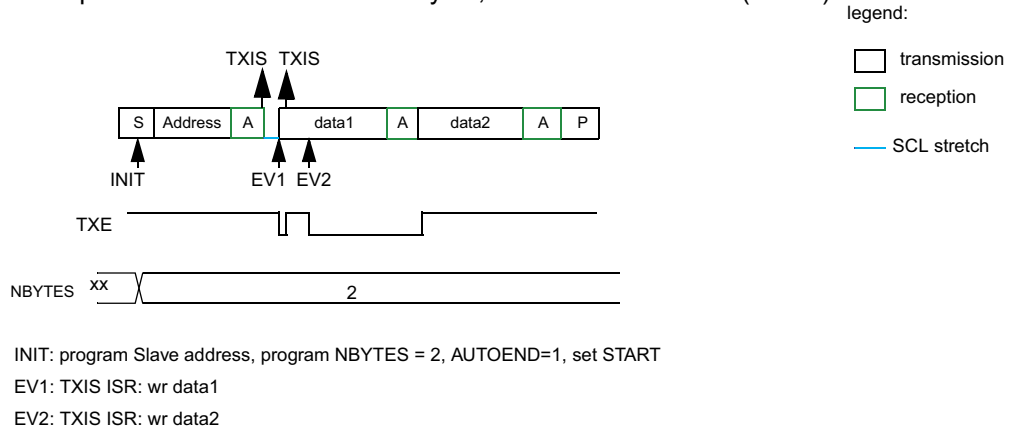 legend:
transmission
reception
SCL stretch
TXIS TXIS
S Address A data1 A data2 A P
INIT EV1 EV2
TXE
NBYTES xx 2
INIT: program Slave address, program NBYTES = 2, AUTOEND=1, set START
EV1: TXIS ISR: wr data1
EV2: TXIS ISR: wr data2